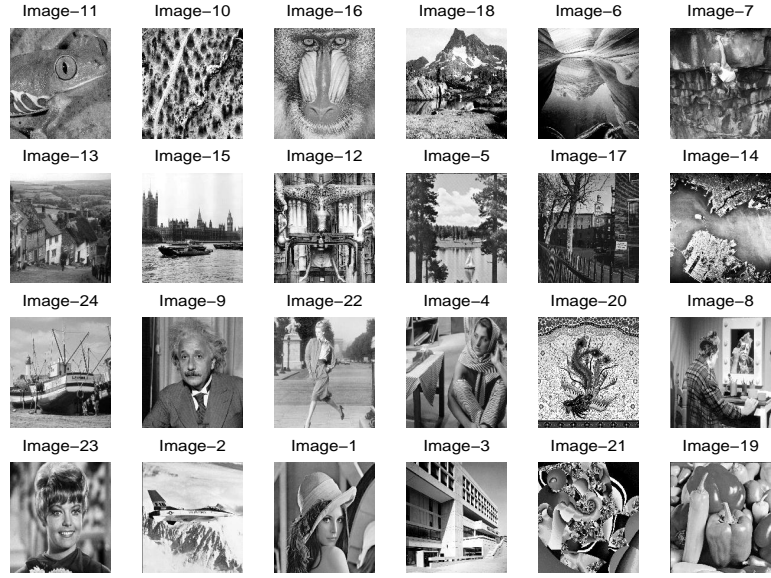 Image−11 Image−10 Image−16 Image−18 Image−6 Image−7
Image−13 Image−15 Image−12 Image−5 Image−17 Image−14
Image−24 Image−9 Image−22 Image−4 Image−20 Image−8
Image−23 Image−2 Image−1 Image−3 Image−21 Image−19